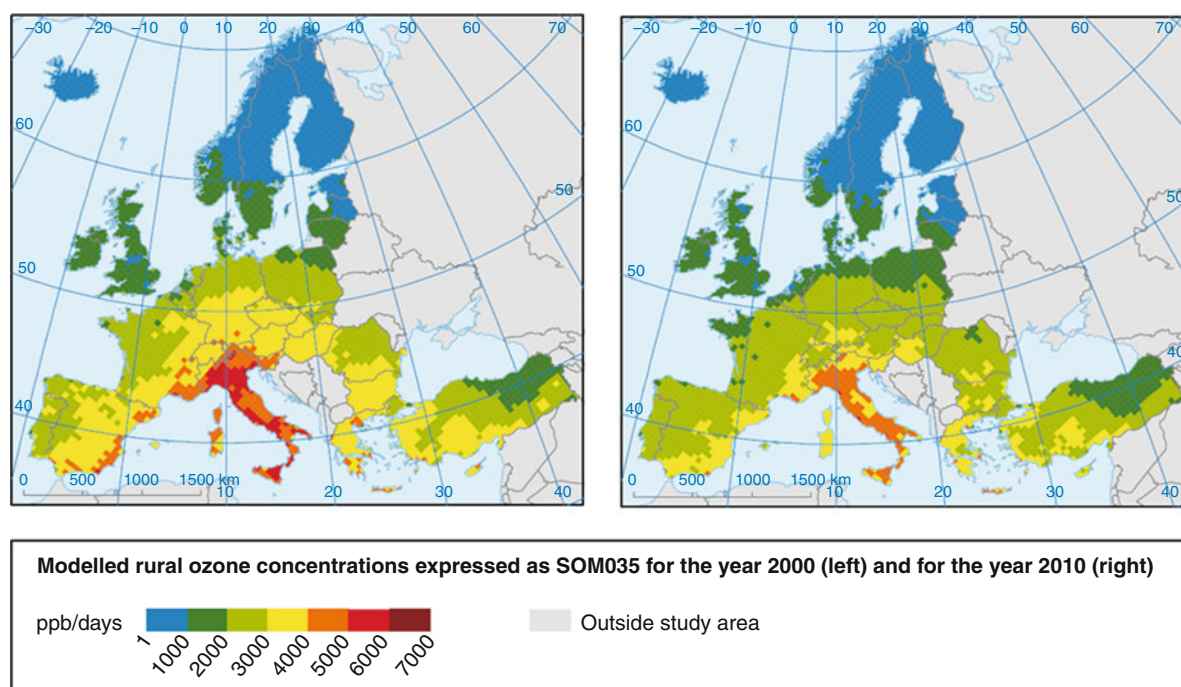 −30 −20 −10 0 10 20 30 40 50 60 70
60
50
50
40
40
0 500 1000 1500 km
10 20 30 40
−30 −20 −10 0 10 20 30 40 50 60 70
60
50
50
40
40
0 500 1000 1500 km
10 20 30 40
Modelled rural ozone concentrations expressed as SOM035 for the year 2000 (left) and for the year 2010 (right)
ppb/days
1 1000 2000 3000 4000 5000 6000 7000
Outside study area